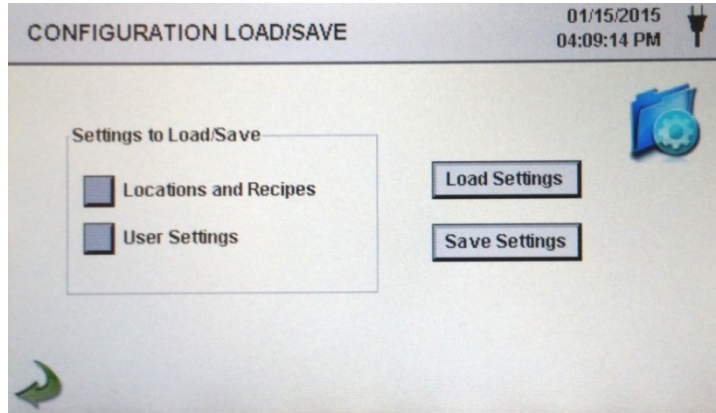 CONFIGURATION LOAD/SAVE
01/15/2015
04:09:14 PM
Settings to Load/Save
Locations and Recipes
User Settings
Load Settings
Save Settings